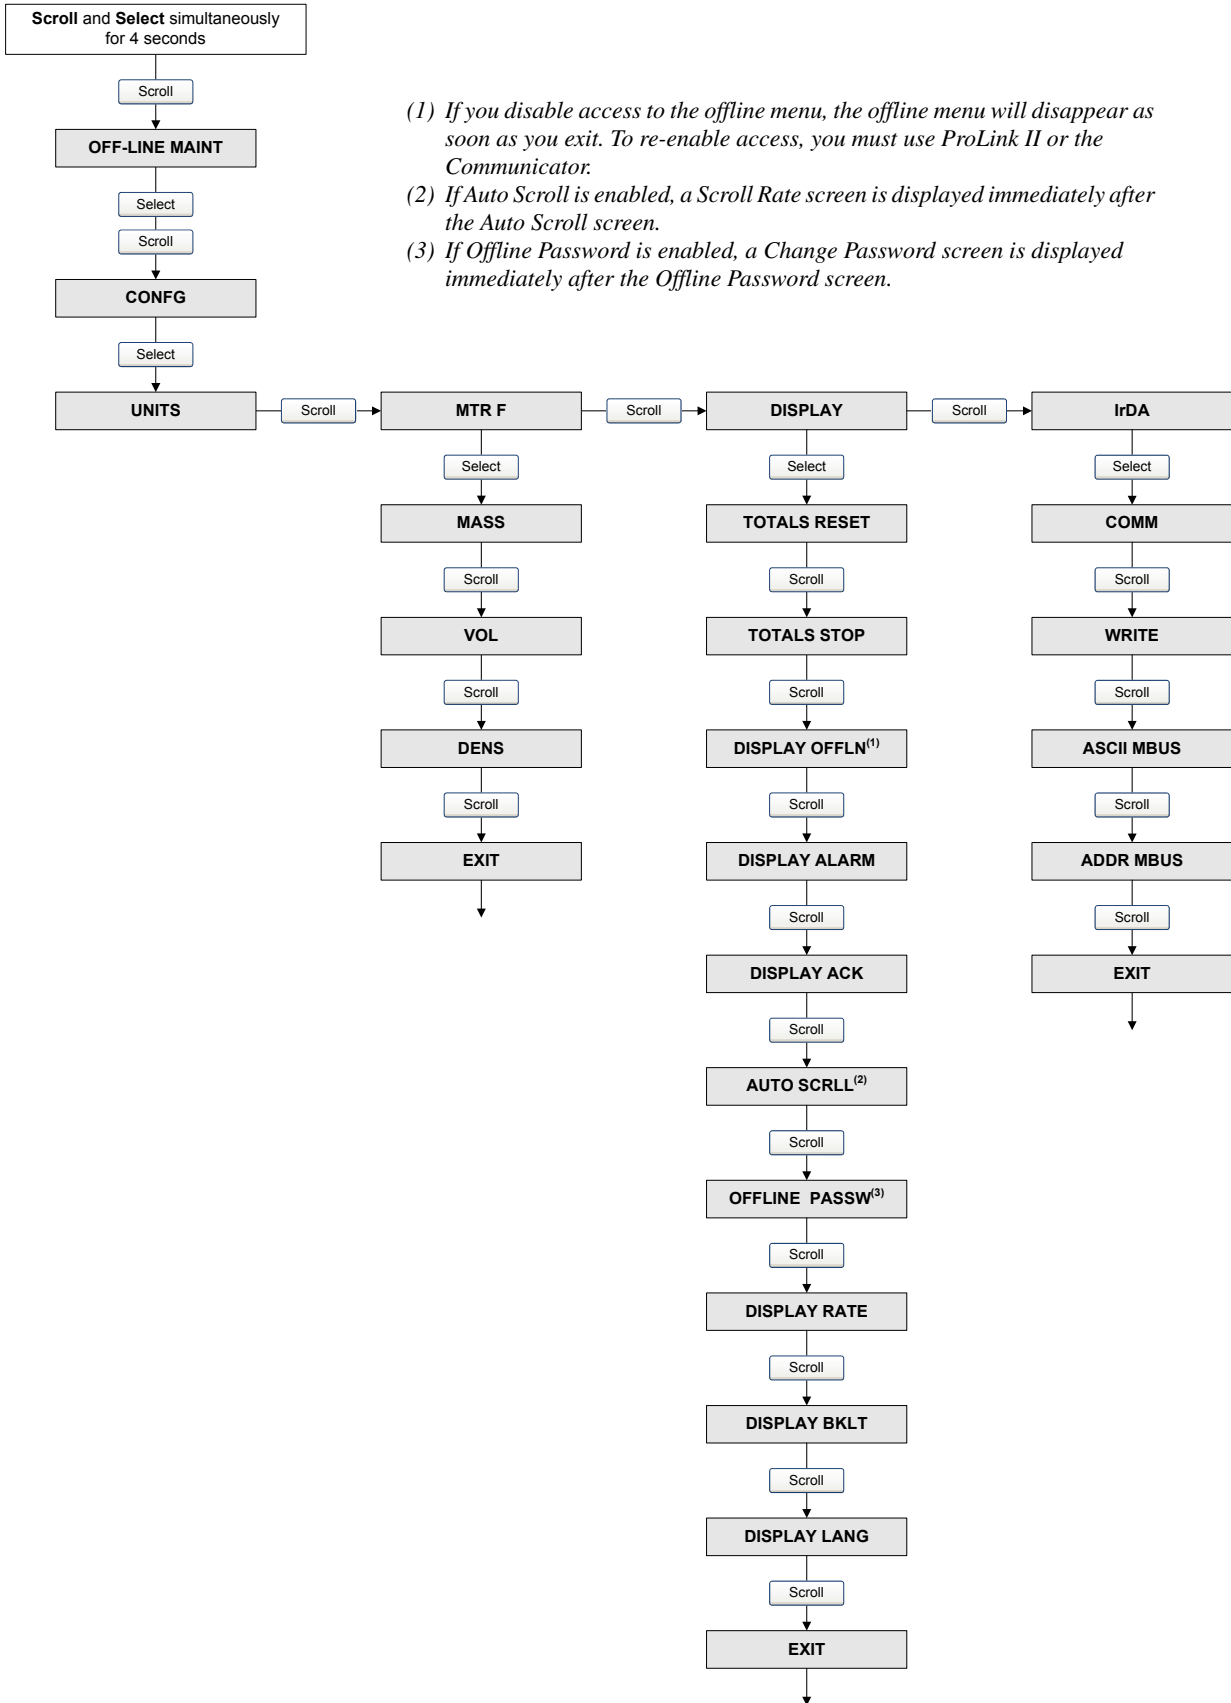 Scroll and Select simultaneously
for 4 seconds
Scroll
OFF-LINE MAINT
Select
Scroll
CONFG
Select
(1) If you disable access to the offline menu, the offline menu will disappear as
soon as you exit. To re-enable access, you must use ProLink II or the
Communicator.
(2) If Auto Scroll is enabled, a Scroll Rate screen is displayed immediately after
the Auto Scroll screen.
(3) If Offline Password is enabled, a Change Password screen is displayed
immediately after the Offline Password screen.
UNITS
Scroll
MTR F
Scroll
DISPLAY
Scroll
IrDA
Select
MASS
Scroll
VOL
Scroll
DENS
Scroll
EXIT
Select
TOTALS RESET
Scroll
TOTALS STOP
Scroll
DISPLAY OFFLN(1)
Scroll
DISPLAY ALARM
Scroll
DISPLAY ACK
Scroll
AUTO SCRLL(2)
Scroll
OFFLINE PASSW(3)
Scroll
DISPLAY RATE
Scroll
DISPLAY BKLT
Scroll
DISPLAY LANG
Scroll
EXIT
Select
COMM
Scroll
WRITE
Scroll
ASCII MBUS
Scroll
ADDR MBUS
Scroll
EXIT